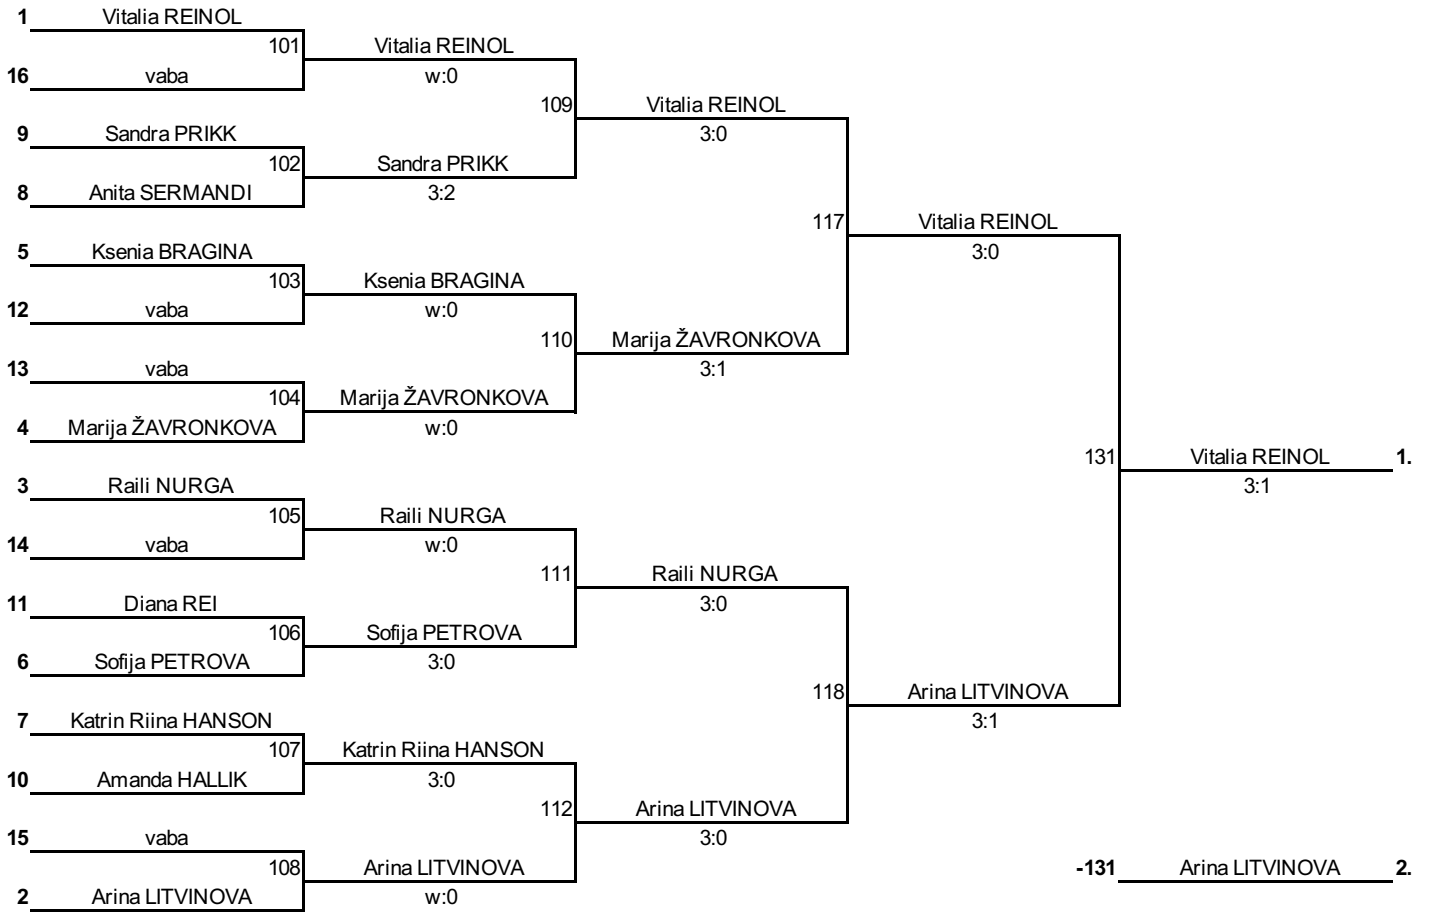 1 Vitalia REINOL
101 Vitalia REINOL
16 vaba w:0
109 Vitalia REINOL
9 Sandra PRIKK 3:0
102 Sandra PRIKK
8 Anita SERMANDI 3:2
117 Vitalia REINOL
5 Ksenia BRAGINA 3:0
103 Ksenia BRAGINA
12 vaba w:0
110 Marija ŽAVRONKOVA
13 vaba 3:1
104 Marija ŽAVRONKOVA
4 Marija ŽAVRONKOVA w:0
131 Vitalia REINOL 1.
3 Raili NURGA 3:1
105 Raili NURGA
14 vaba w:0
111 Raili NURGA
11 Diana REI 3:0
106 Sofija PETROVA
6 Sofija PETROVA 3:0
118 Arina LITVINOVA
7 Katrin Riina HANSON 3:1
107 Katrin Riina HANSON
10 Amanda HALLIK 3:0
112 Arina LITVINOVA
15 vaba 3:0
108 Arina LITVINOVA -131 Arina LITVINOVA 2.
2 Arina LITVINOVA w:0